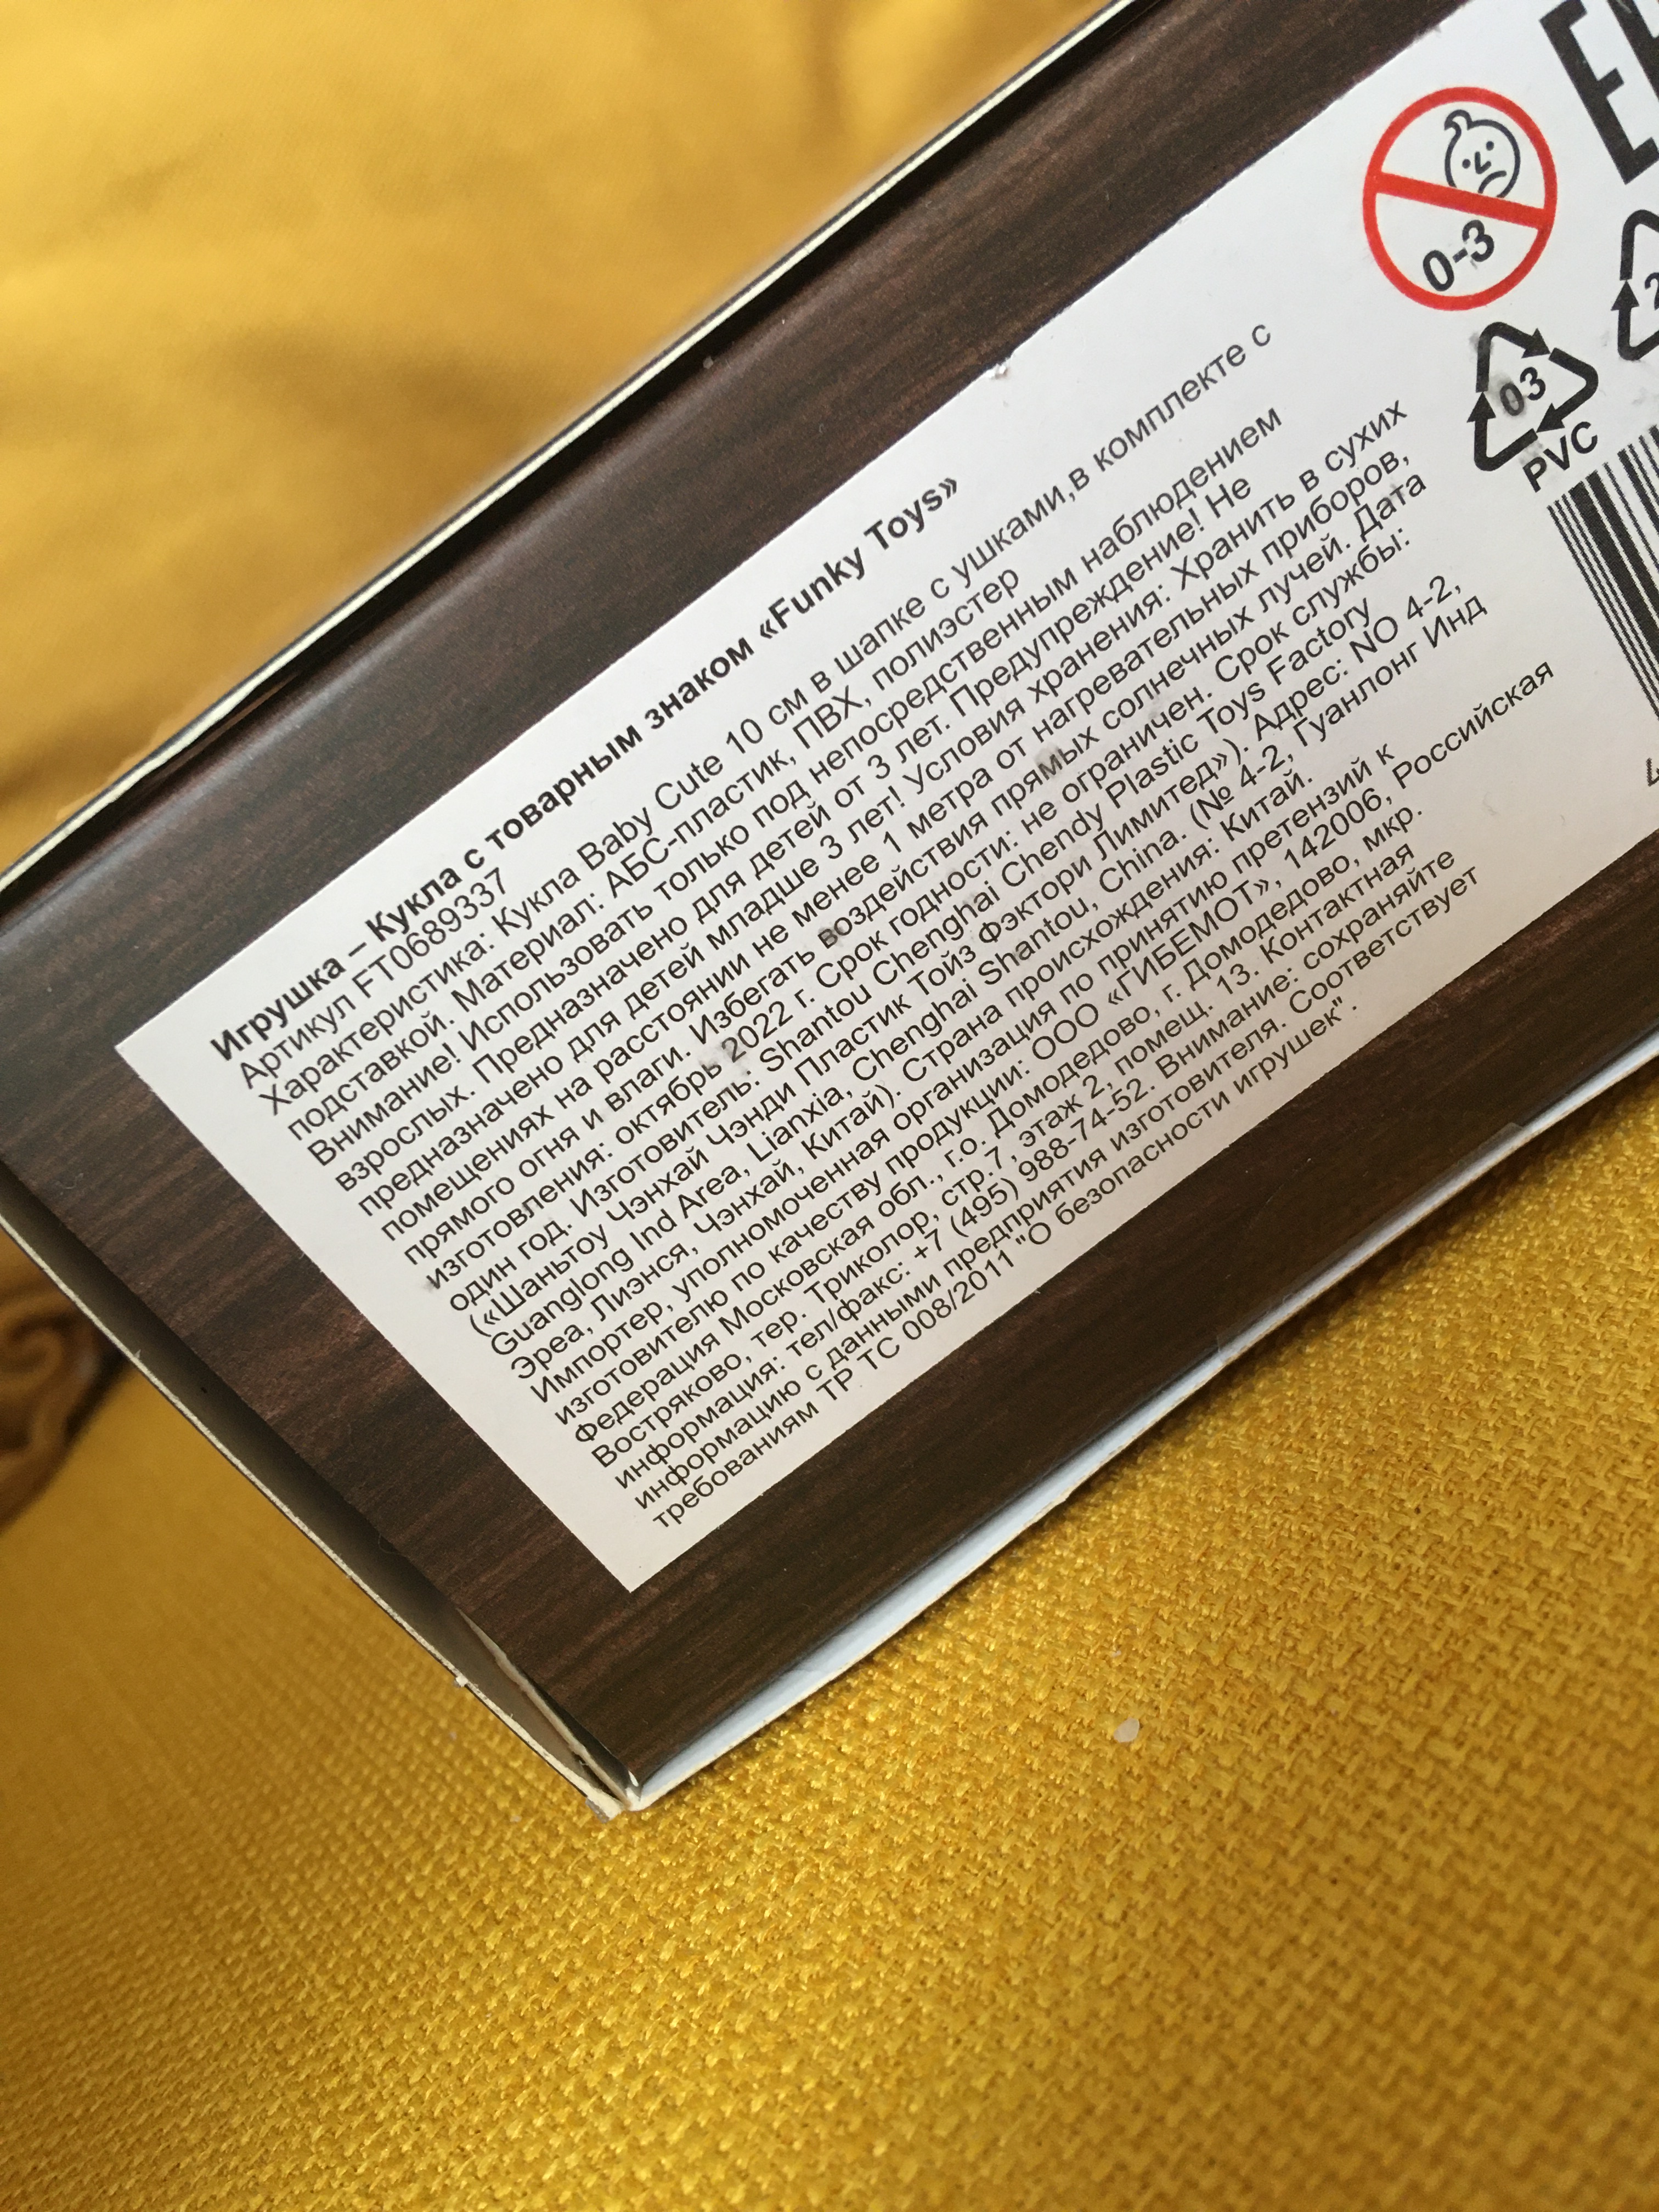 Игрушка – Кукла с товарным знаком «Funky Toys»
Артикул FT0689337
Характеристика: Кукла Baby Cute 10 см в шапке с ушками,в комплекте с
подставкой. Материал: АБС-пластик, ПВХ, полиэстер
Внимание! Использовать только под непосредственным наблюдением
взрослых. Предназначено для детей от 3 лет. Предупреждение! Не
предназначено для детей младше 3 лет! Условия хранения: Хранить в сухих
помещениях на расстоянии не менее 1 метра от нагревательных приборов,
прямого огня и влаги. Избегать воздействия прямых солнечных лучей. Дата
изготовления: октябрь 2022 г. Срок годности: не ограничен. Срок службы:
один год. Изготовитель: Shantou Chenghai Chendy Plastic Toys Factory
(«Шаньтоу Чэнхай Чэнди Пластик Тойз Фэктори Лимитед»). Адрес: NO 4-2,
Guanglong Ind Area, Lianxia, Chenghai Shantou, China. (№ 4-2, Гуанлонг Инд
Эреа, Лиэнся, Чэнхай, Китай). Страна происхождения: Китай.
Импортер, уполномоченная организация по принятию претензий к
изготовителю по качеству продукции: ООО «ГИБЕМОТ», 142006, Российская
Федерация Московская обл., г.о. Домодедово, г. Домодедово, мкр.
Востряково, тер. Триколор, стр.7, этаж 2, помещ. 13. Контактная
информация: тел/факс: +7 (495) 988-74-52. Внимание: сохраняйте
информацию с данными предприятия изготовителя. Соответствует
требованиям ТР ТС 008/2011 "О безопасности игрушек".
0-3
03
PVC